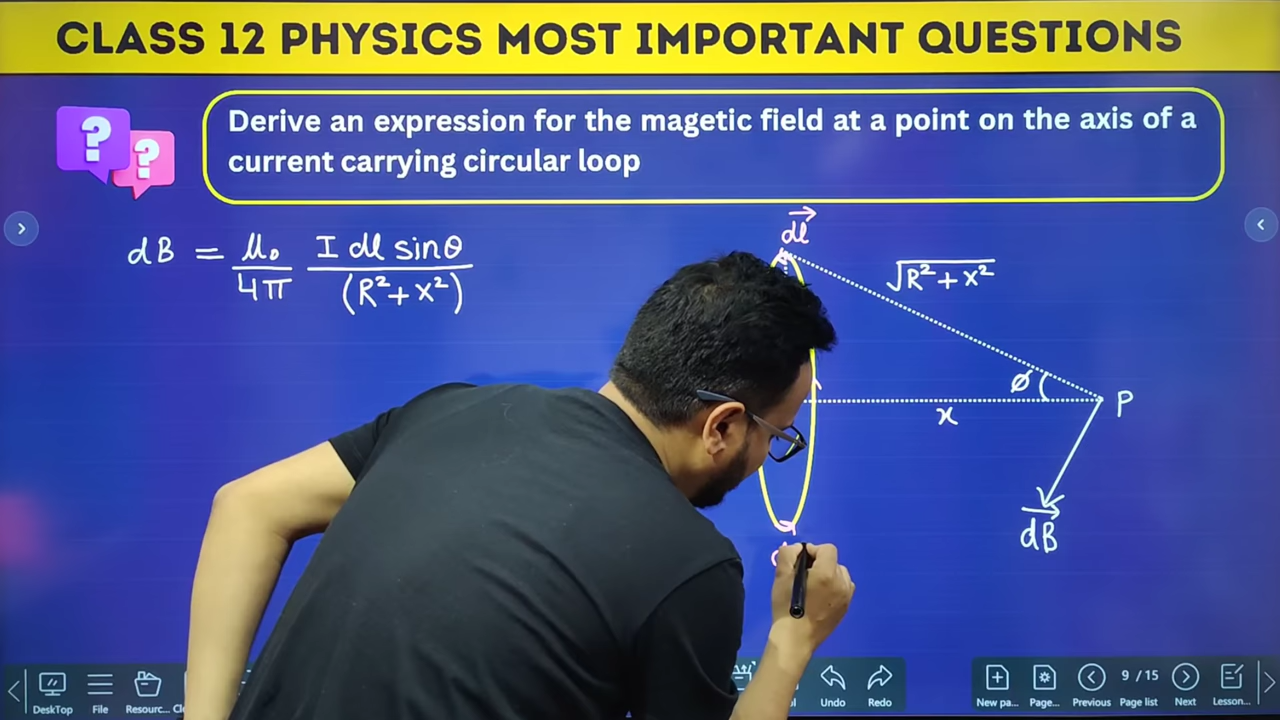 CLASS 12 PHYSICS MOST IMPORTANT QUESTIONS
? ?
Derive an expression for the magetic field at a point on the axis of a
current carrying circular loop
dB = μ₀/4π I dl sinθ/(R²+x²)
dl
√R²+x²
φ
x
P
dB
DeskTop
File
Resourc...
Undo
Redo
New pa...
Page...
Previous
9/15
Page list
Next
Lesson...